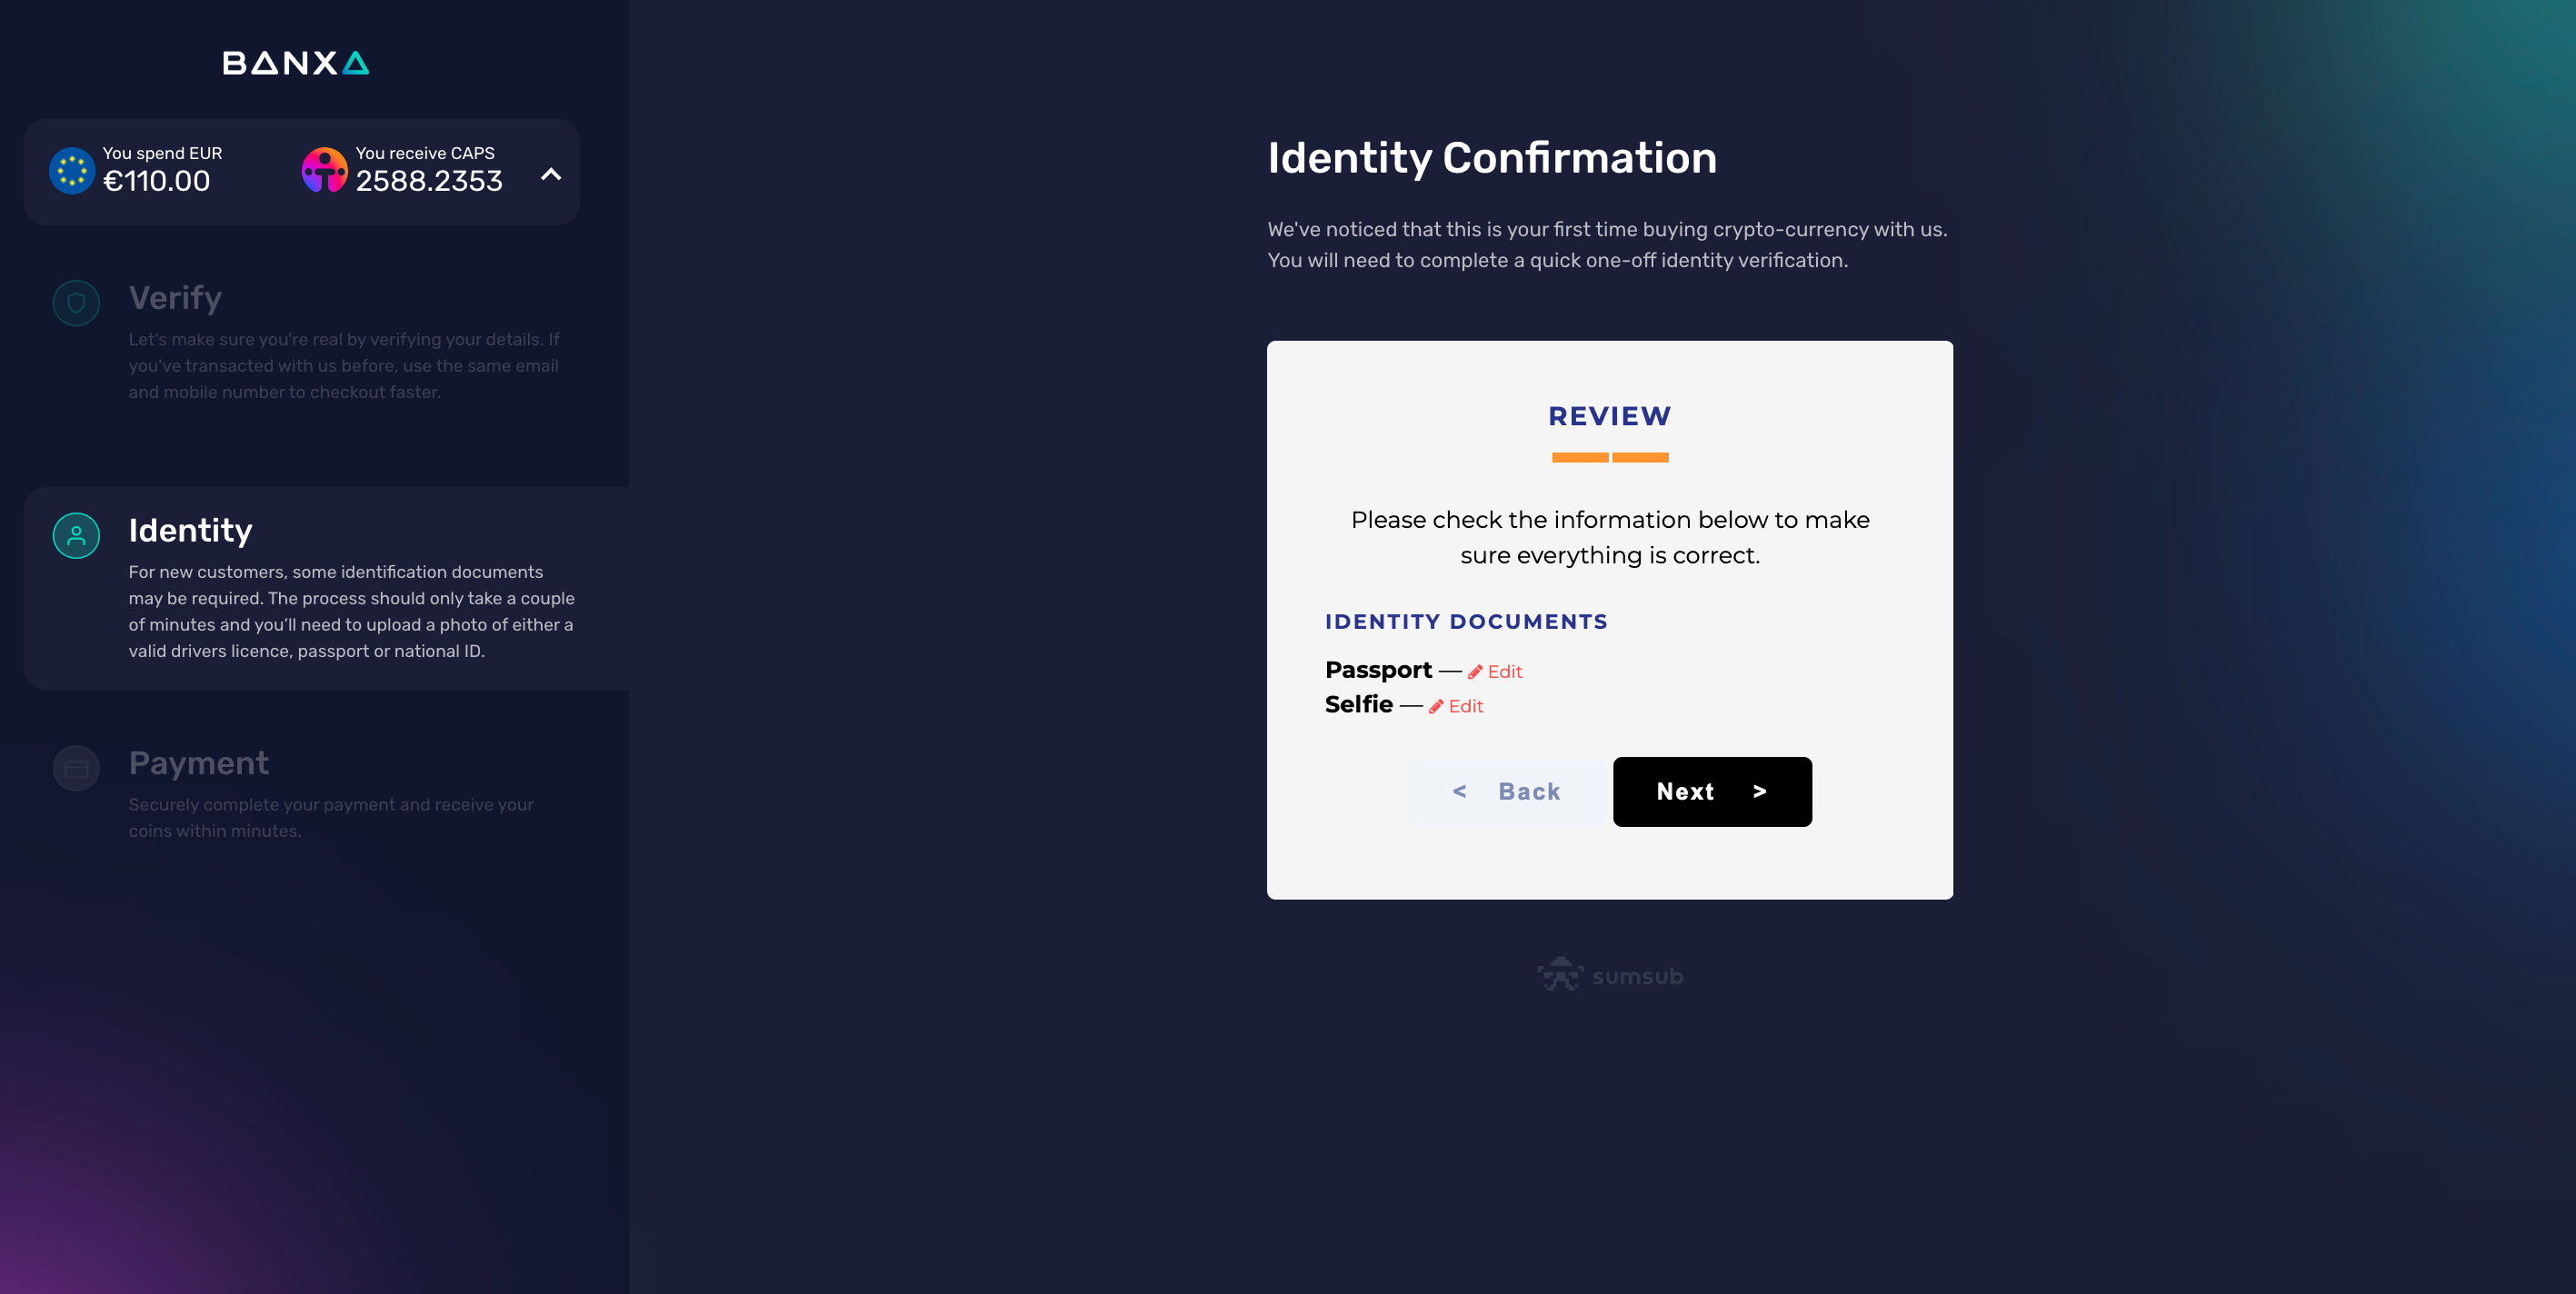 BANXA
You spend EUR
€110.00
You receive CAPS
2588.2353
Verify
Let's make sure you're real by verifying your details. If
you've transacted with us before, use the same email
and mobile number to checkout faster.
Identity
For new customers, some identification documents
may be required. The process should only take a couple
of minutes and you’ll need to upload a photo of either a
valid drivers licence, passport or national ID.
Payment
Securely complete your payment and receive your
coins within minutes.
Identity Confirmation
We've noticed that this is your first time buying crypto-currency with us.
You will need to complete a quick one-off identity verification.
REVIEW
Please check the information below to make
sure everything is correct.
IDENTITY DOCUMENTS
Passport — Edit
Selfie — Edit
< Back
Next >
sumsub